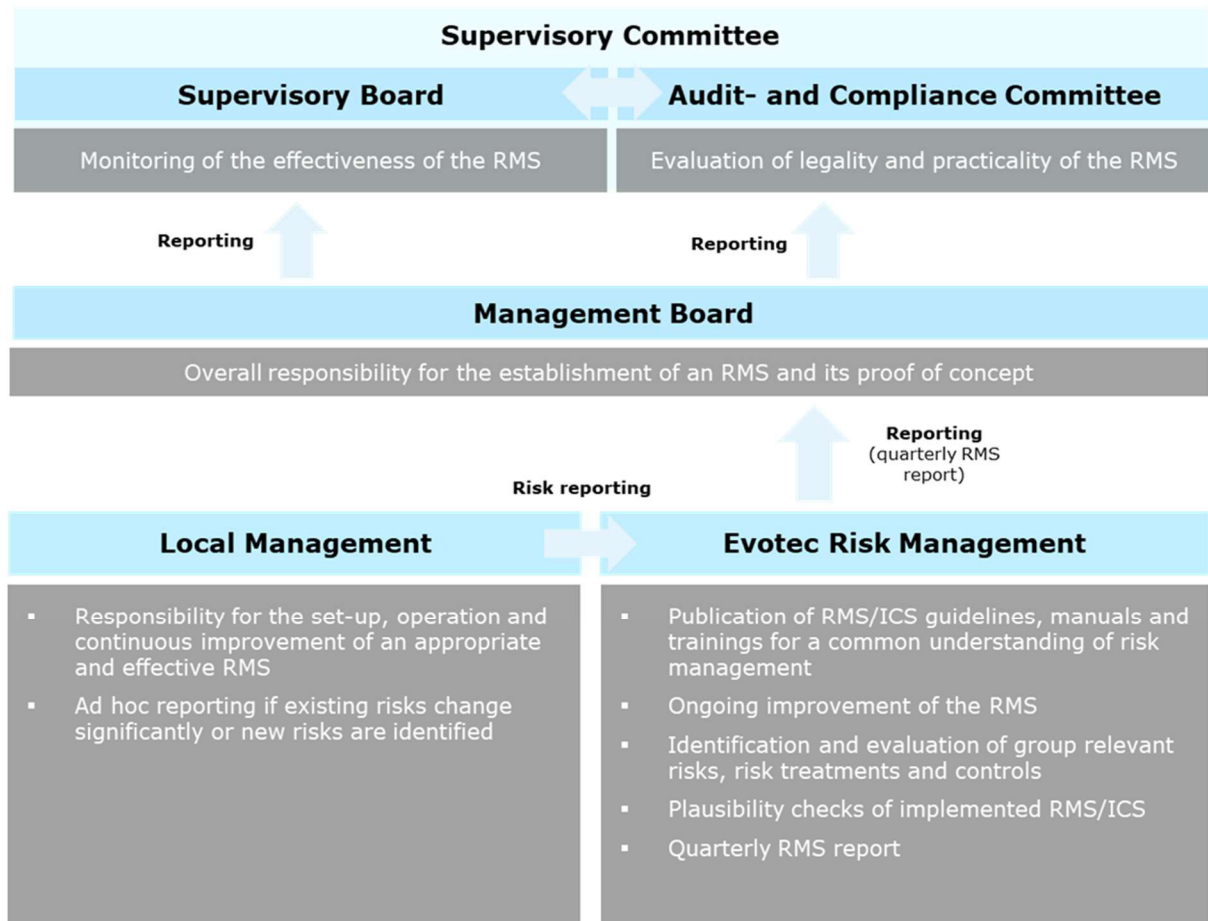 Supervisory Committee
Supervisory Board
Audit- and Compliance Committee
Monitoring of the effectiveness of the RMS
Evaluation of legality and practicality of the RMS
Reporting
Reporting
Management Board
Overall responsibility for the establishment of an RMS and its proof of concept
Reporting
(quarterly RMS
report)
Risk reporting
Local Management
▪ Responsibility for the set-up, operation and
continuous improvement of an appropriate
and effective RMS
▪ Ad hoc reporting if existing risks change
significantly or new risks are identified
Evotec Risk Management
▪ Publication of RMS/ICS guidelines, manuals and
trainings for a common understanding of risk
management
▪ Ongoing improvement of the RMS
▪ Identification and evaluation of group relevant
risks, risk treatments and controls
▪ Plausibility checks of implemented RMS/ICS
▪ Quarterly RMS report